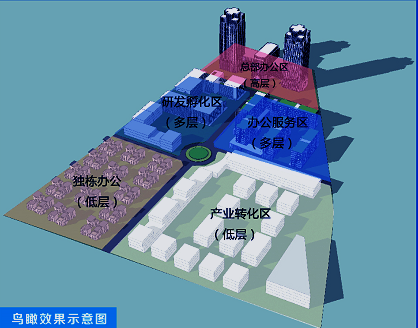 总部办公区
（高层）
研发孵化区
（多层）
办公服务区
（多层）
独栋办公
（低层）
产业转化区
（低层）
鸟瞰效果示意图